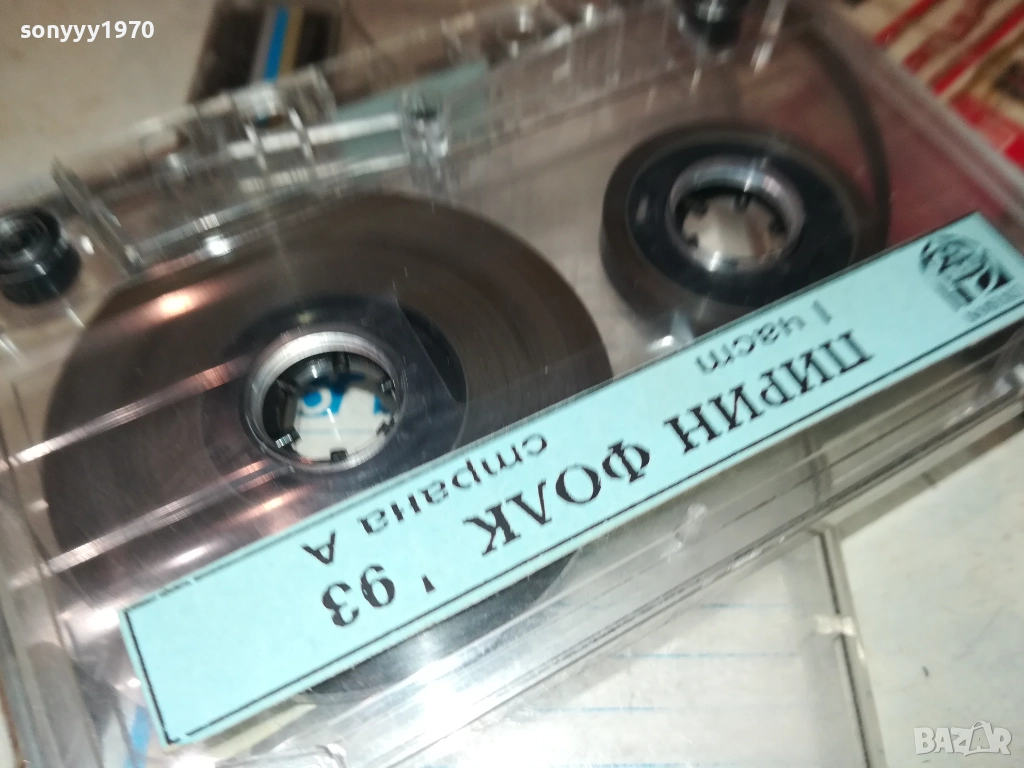 sonyyy1970
ПИРИН ФОЛК '93
I част
страна А
BAZAR